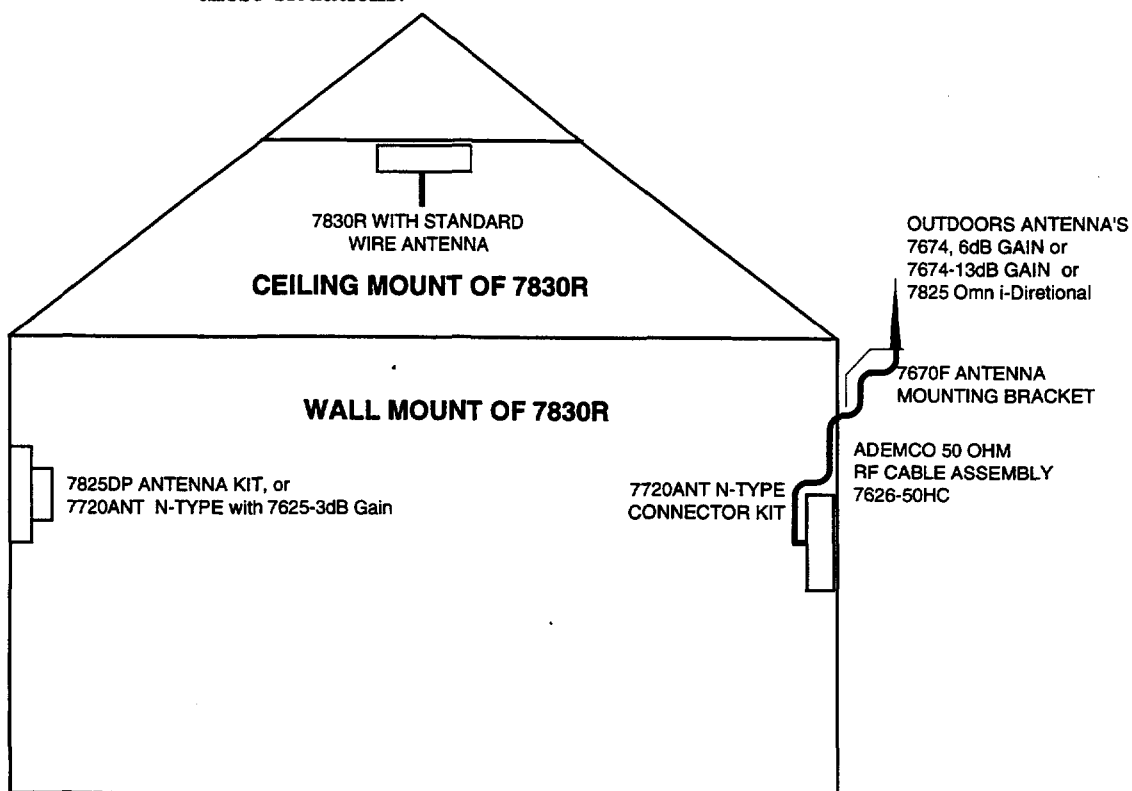 7830R WITH STANDARD
WIRE ANTENNA
CEILING MOUNT OF 7830R
OUTDOORS ANTENNA'S
7674, 6dB GAIN or
7674-13dB GAIN or
7825 Omn i-Diretional
7670F ANTENNA
MOUNTING BRACKET
WALL MOUNT OF 7830R
ADEMCO 50 OHM
RF CABLE ASSEMBLY
7626-50HC
7825DP ANTENNA KIT, or
7720ANT N-TYPE with 7625-3dB Gain
7720ANT N-TYPE
CONNECTOR KIT